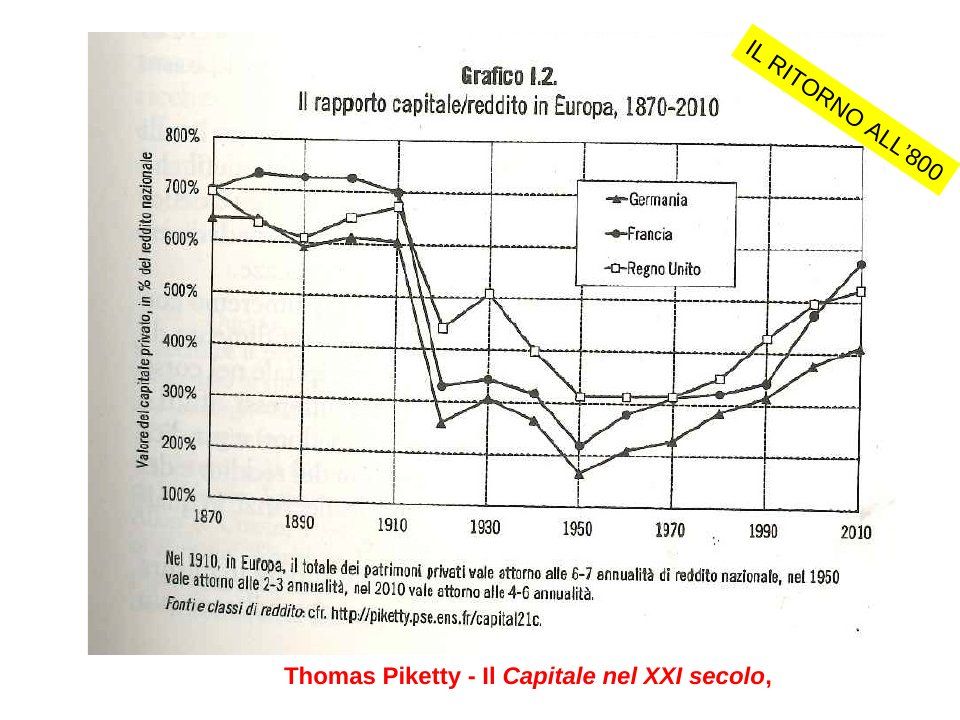 IL RITORNO ALL’800
Grafico I.2.
Il rapporto capitale/reddito in Europa, 1870-2010
Valore del capitale privato, in % del reddito nazionale
800%
700%
600%
500%
400%
300%
200%
100%
Germania
Francia
Regno Unito
1870
1890
1910
1930
1950
1970
1990
2010
Nel 1910, in Europa, il totale dei patrimoni privati vale attorno alle 6-7 annualità di reddito nazionale, nel 1950
vale attorno alle 2-3 annualità, nel 2010 vale attorno alle 4-6 annualità.
Fonti e classi di reddito: cfr. http://piketty.pse.ens.fr/capital21c.
Thomas Piketty - Il Capitale nel XXI secolo,